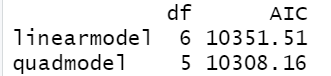 df AIC
linearmodel 6 10351.51
quadmodel 5 10308.16